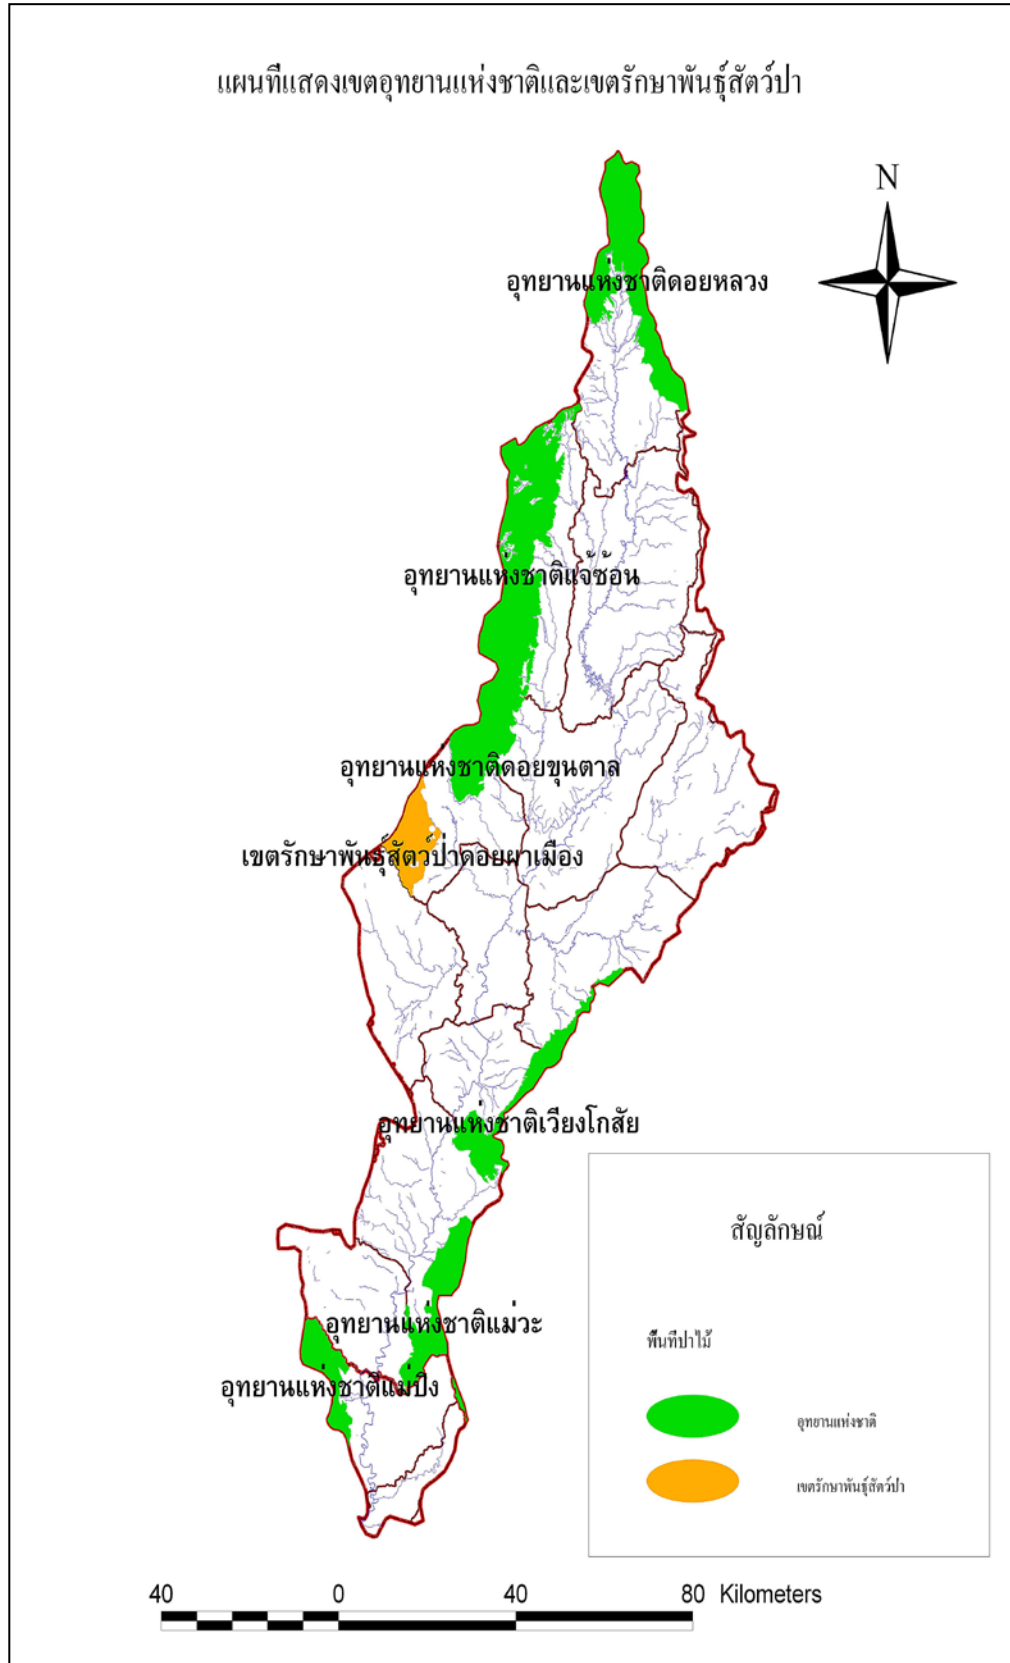 แผนที่แสดงเขตอุทยานแห่งชาติและเขตรักษาพันธุ์สัตว์ป่า
N
อุทยานแห่งชาติดอยหลวง
อุทยานแห่งชาติแจ้ซ้อน
อุทยานแห่งชาติดอยขุนตาล
เขตรักษาพันธุ์สัตว์ป่าดอยผาเมือง
อุทยานแห่งชาติเวียงโกสัย
อุทยานแห่งชาติแม่วะ
อุทยานแห่งชาติแม่ปิง
สัญลักษณ์
พื้นที่ป่าไม้
อุทยานแห่งชาติ
เขตรักษาพันธุ์สัตว์ป่า
40 0 40 80 Kilometers